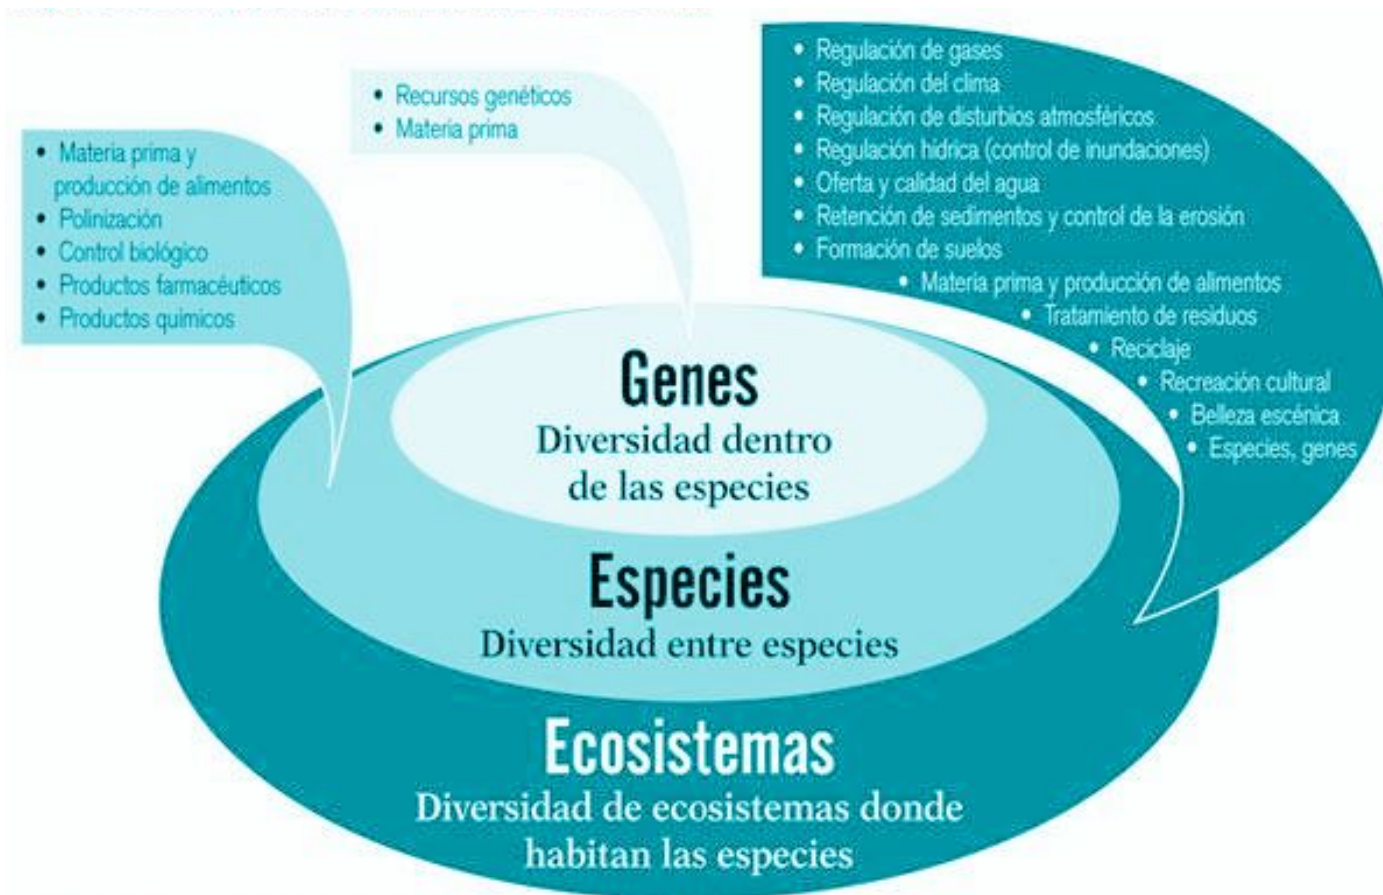 • Materia prima y
producción de alimentos
• Polinización
• Control biológico
• Productos farmacéuticos
• Productos químicos
• Recursos genéticos
• Materia prima
• Regulación de gases
• Regulación del clima
• Regulación de disturbios atmosféricos
• Regulación hídrica (control de inundaciones)
• Oferta y calidad del agua
• Retención de sedimentos y control de la erosión
• Formación de suelos
• Materia prima y producción de alimentos
• Tratamiento de residuos
• Reciclaje
• Recreación cultural
• Belleza escénica
• Especies, genes
Genes
Diversidad dentro
de las especies
Especies
Diversidad entre especies
Ecosistemas
Diversidad de ecosistemas donde
habitan las especies